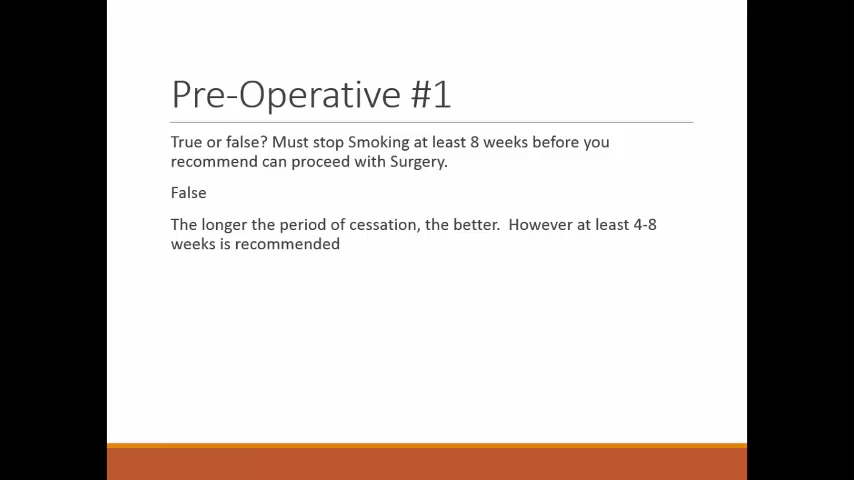 Pre-Operative #1
True or false? Must stop Smoking at least 8 weeks before you
recommend can proceed with Surgery.
False
The longer the period of cessation, the better.  However at least 4-8
weeks is recommended